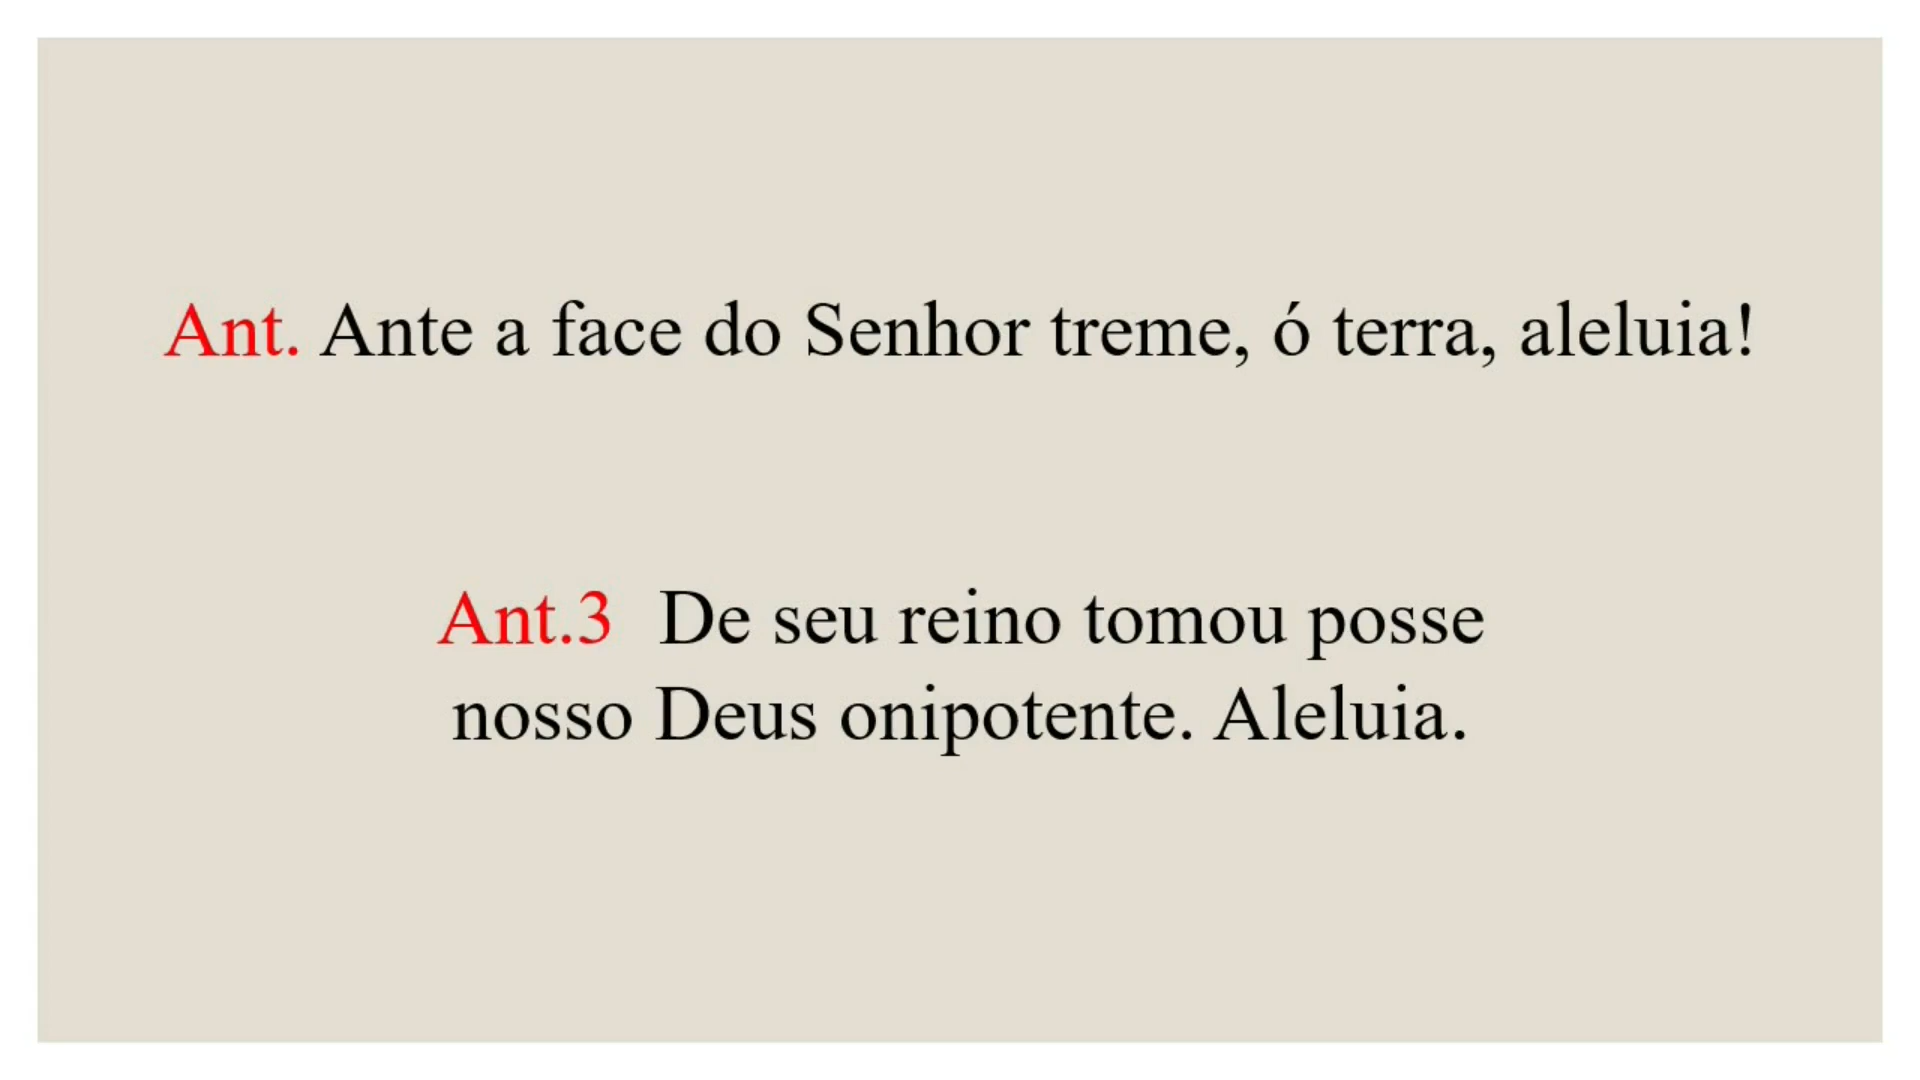 Ant. Ante a face do Senhor treme, ó terra, aleluia!
Ant.3 De seu reino tomou posse
nosso Deus onipotente. Aleluia.